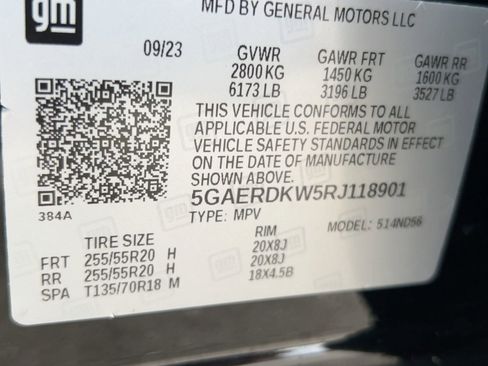 gm
MFD BY GENERAL MOTORS LLC
09/23 GVWR GAWR FRT GAWR RR
2800 KG 1450 KG 1600 KG
6173 LB 3196 LB 3527 LB
THIS VEHICLE CONFORMS TO ALL
APPLICABLE U.S. FEDERAL MOTOR
VEHICLE SAFETY STANDARDS IN EFFECT
ON THE DATE OF MANUFACTURE
SHOWN ABOVE.
384A
5GAERDKW5RJ118901
TYPE: MPV MODEL: 514ND56
TIRE SIZE RIM
FRT 255/55R20 H 20X8J
RR 255/55R20 H 20X8J
SPA T135/70R18 M 18X4.5B